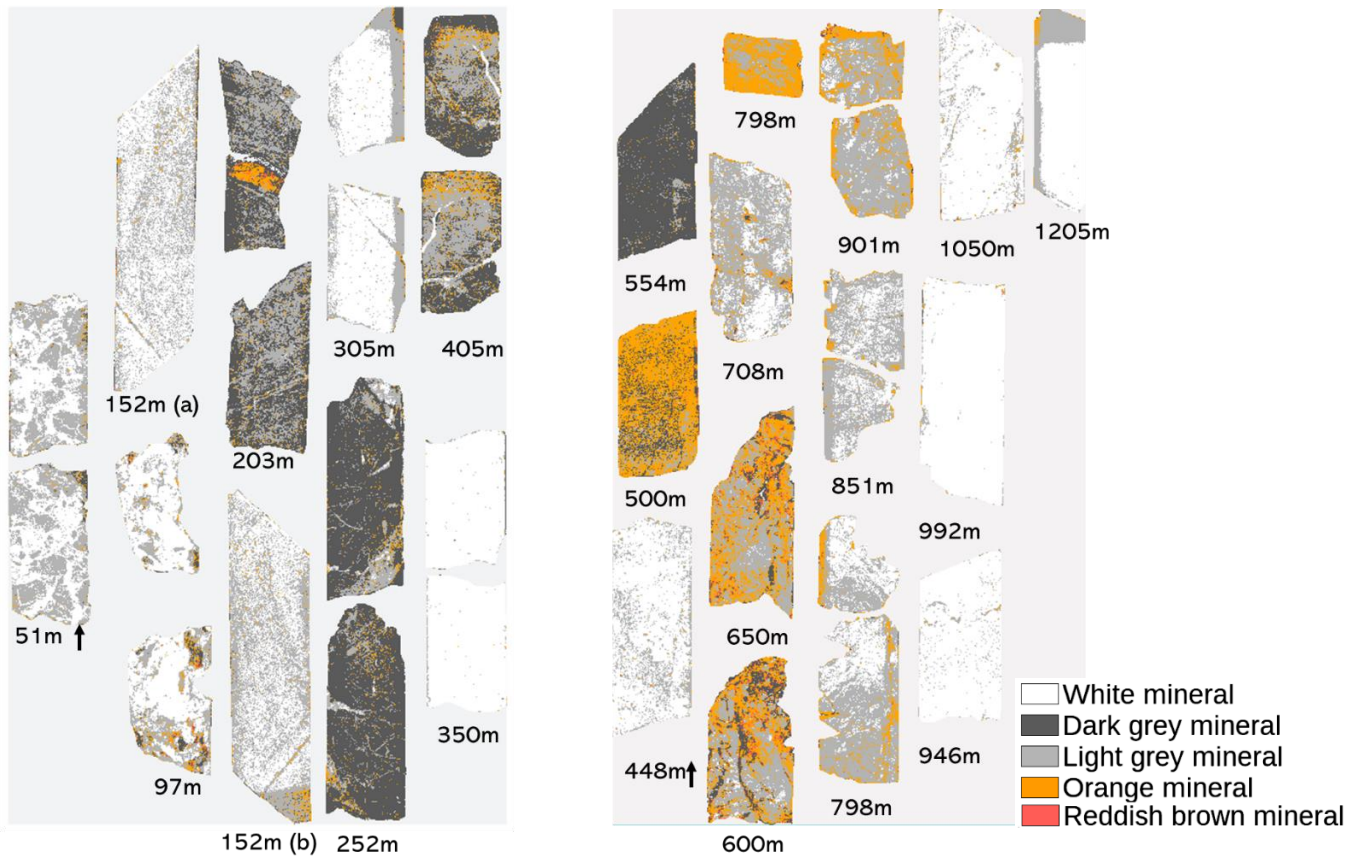 51m
97m
152m (a)
152m (b)
203m
252m
305m
350m
405m
448m
500m
554m
600m
650m
708m
798m
798m
851m
901m
946m
992m
1050m
1205m
White mineral
Dark grey mineral
Light grey mineral
Orange mineral
Reddish brown mineral